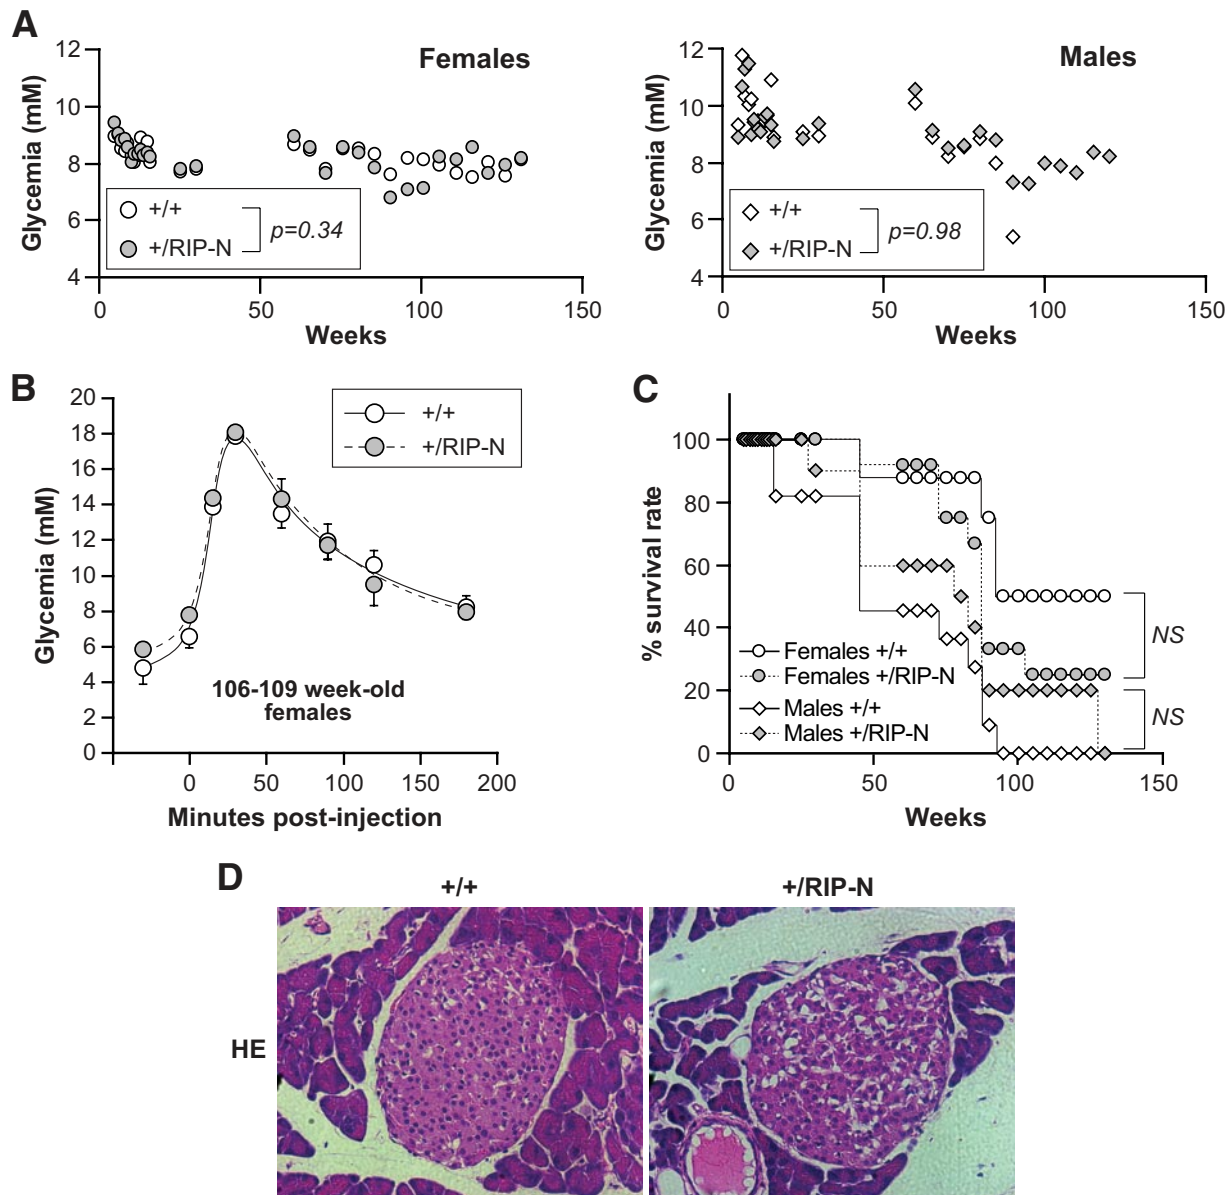 A
Females
Glycemia (mM)
12
10
8
6
4
+/+
+/RIP-N
p=0.34
0
50
100
150
Weeks
Males
Glycemia (mM)
12
10
8
6
4
+/+
+/RIP-N
p=0.98
0
50
100
150
Weeks
B
Glycemia (mM)
20
18
16
14
12
10
8
6
4
2
0
+/+
+/RIP-N
106-109 week-old
females
0
50
100
150
200
Minutes post-injection
C
% survival rate
100
80
60
40
20
0
Females +/+
Females +/RIP-N
Males +/+
Males +/RIP-N
NS
NS
0
50
100
150
Weeks
D
+/+
+/RIP-N
HE